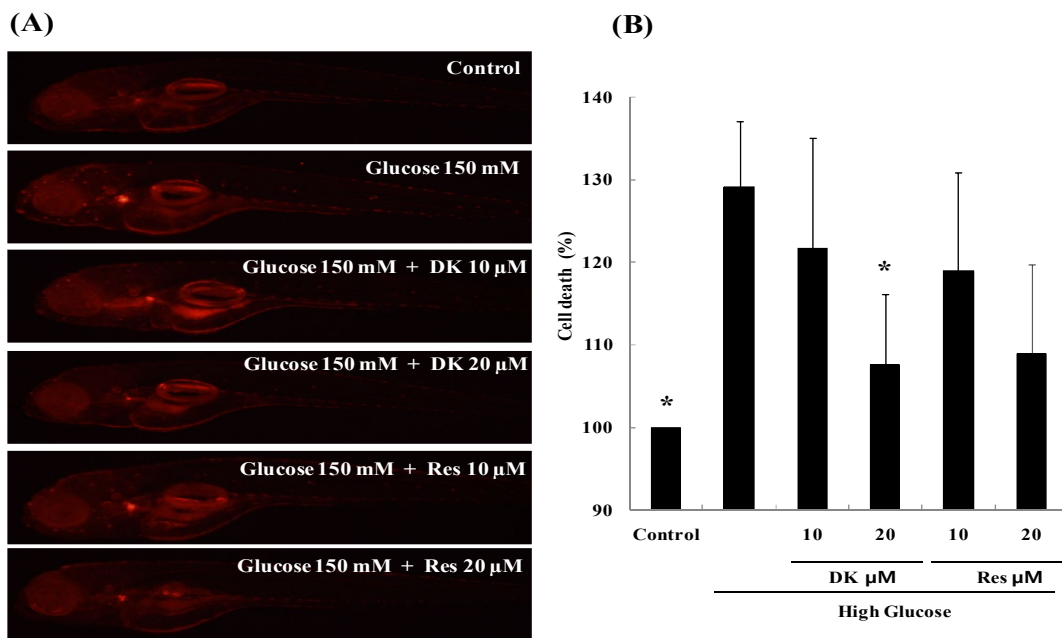 (A)
Control
Glucose 150 mM
Glucose 150 mM + DK 10 μM
Glucose 150 mM + DK 20 μM
Glucose 150 mM + Res 10 μM
Glucose 150 mM + Res 20 μM
(B)
Cell death (%)
140
130
120
110
100
90
*
*
Control
10
20
10
20
DK μM
Res μM
High Glucose